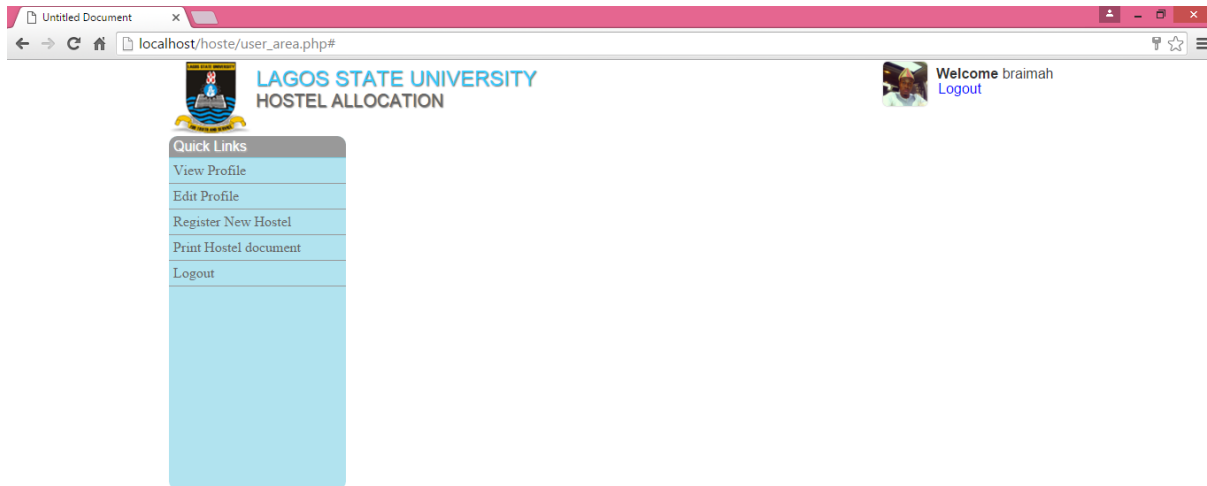 Untitled Document
localhost/hoste/user_area.php#
LAGOS STATE UNIVERSITY
HOSTEL ALLOCATION
Welcome braimah
Logout
Quick Links
View Profile
Edit Profile
Register New Hostel
Print Hostel document
Logout